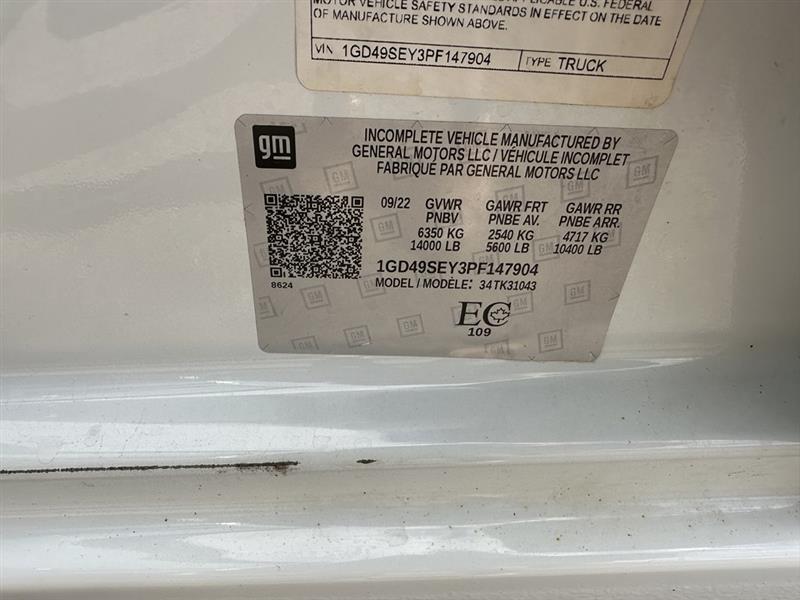 MOTOR VEHICLE SAFETY STANDARDS IN EFFECT ON THE DATE
OF MANUFACTURE SHOWN ABOVE.
VIN 1GD49SEY3PF147904 TYPE TRUCK
gm
INCOMPLETE VEHICLE MANUFACTURED BY
GENERAL MOTORS LLC / VÉHICULE INCOMPLET
FABRIQUÉ PAR GENERAL MOTORS LLC
09/22 GVWR GAWR FRT GAWR RR
PNBV PNBE AV. PNBE ARR.
6350 KG 2540 KG 4717 KG
14000 LB 5600 LB 10400 LB
1GD49SEY3PF147904
8624
MODEL / MODÈLE: 34TK31043
EC
109